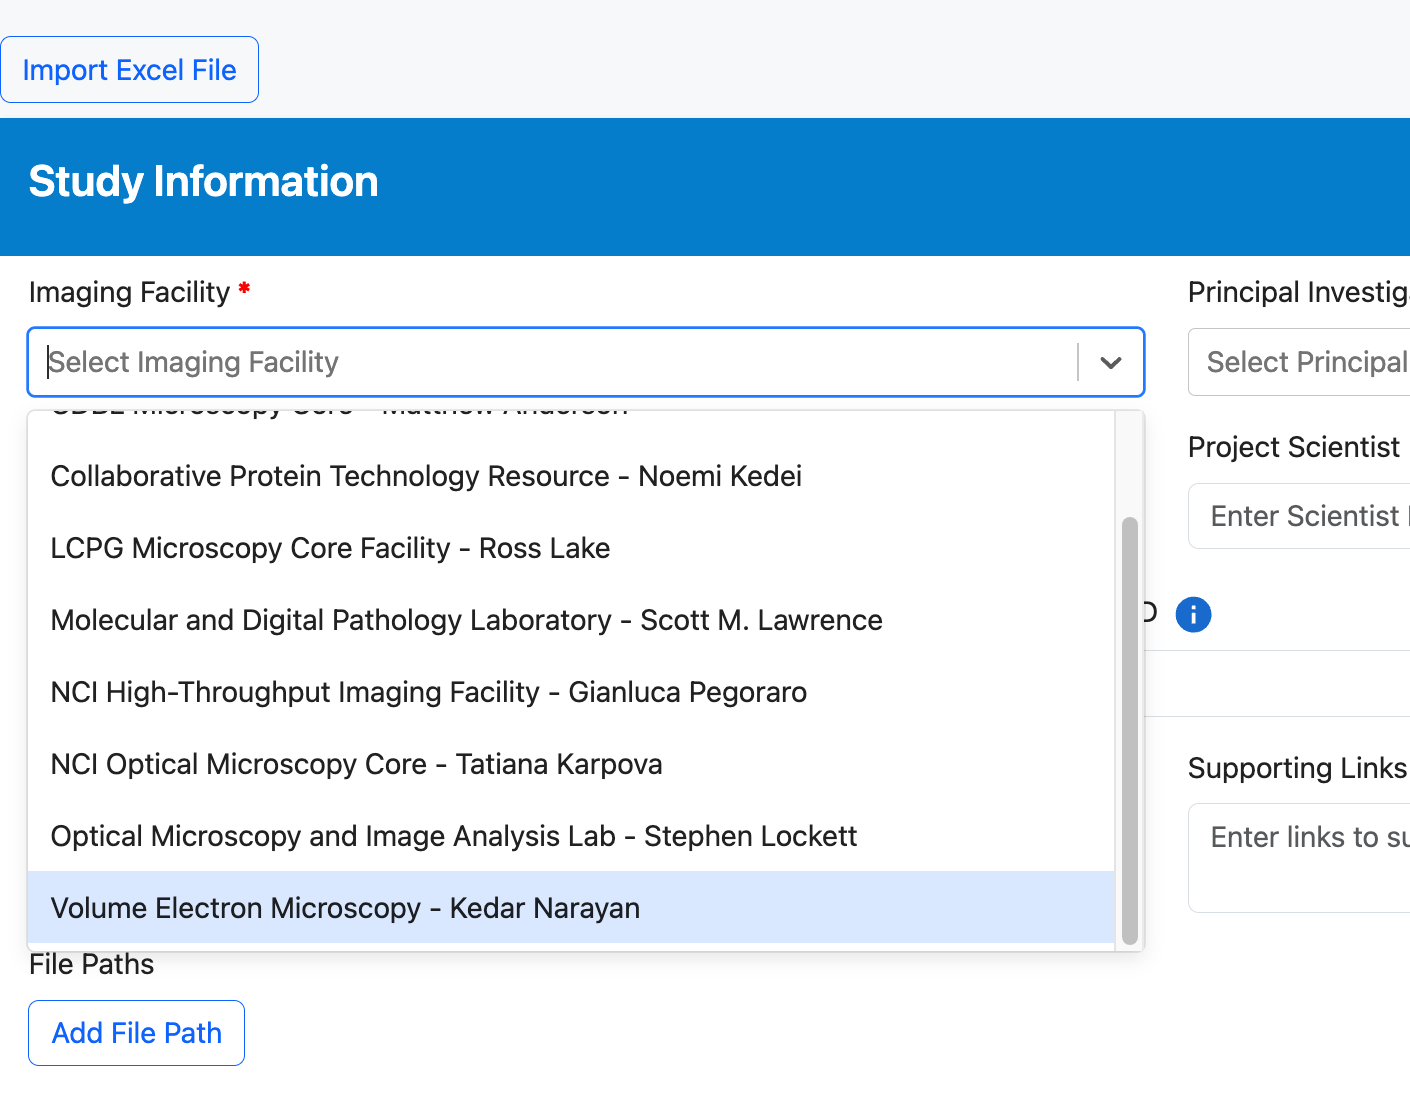 Import Excel File
Study Information
Imaging Facility *
Select Imaging Facility
Microscopy Core - Matthew Anderson
Collaborative Protein Technology Resource - Noemi Kedei
LCPG Microscopy Core Facility - Ross Lake
Molecular and Digital Pathology Laboratory - Scott M. Lawrence
NCI High-Throughput Imaging Facility - Gianluca Pegoraro
NCI Optical Microscopy Core - Tatiana Karpova
Optical Microscopy and Image Analysis Lab - Stephen Lockett
Volume Electron Microscopy - Kedar Narayan
File Paths
Add File Path
Principal Investig
Select Principal
Project Scientist
Enter Scientist
D
Supporting Links
Enter links to su